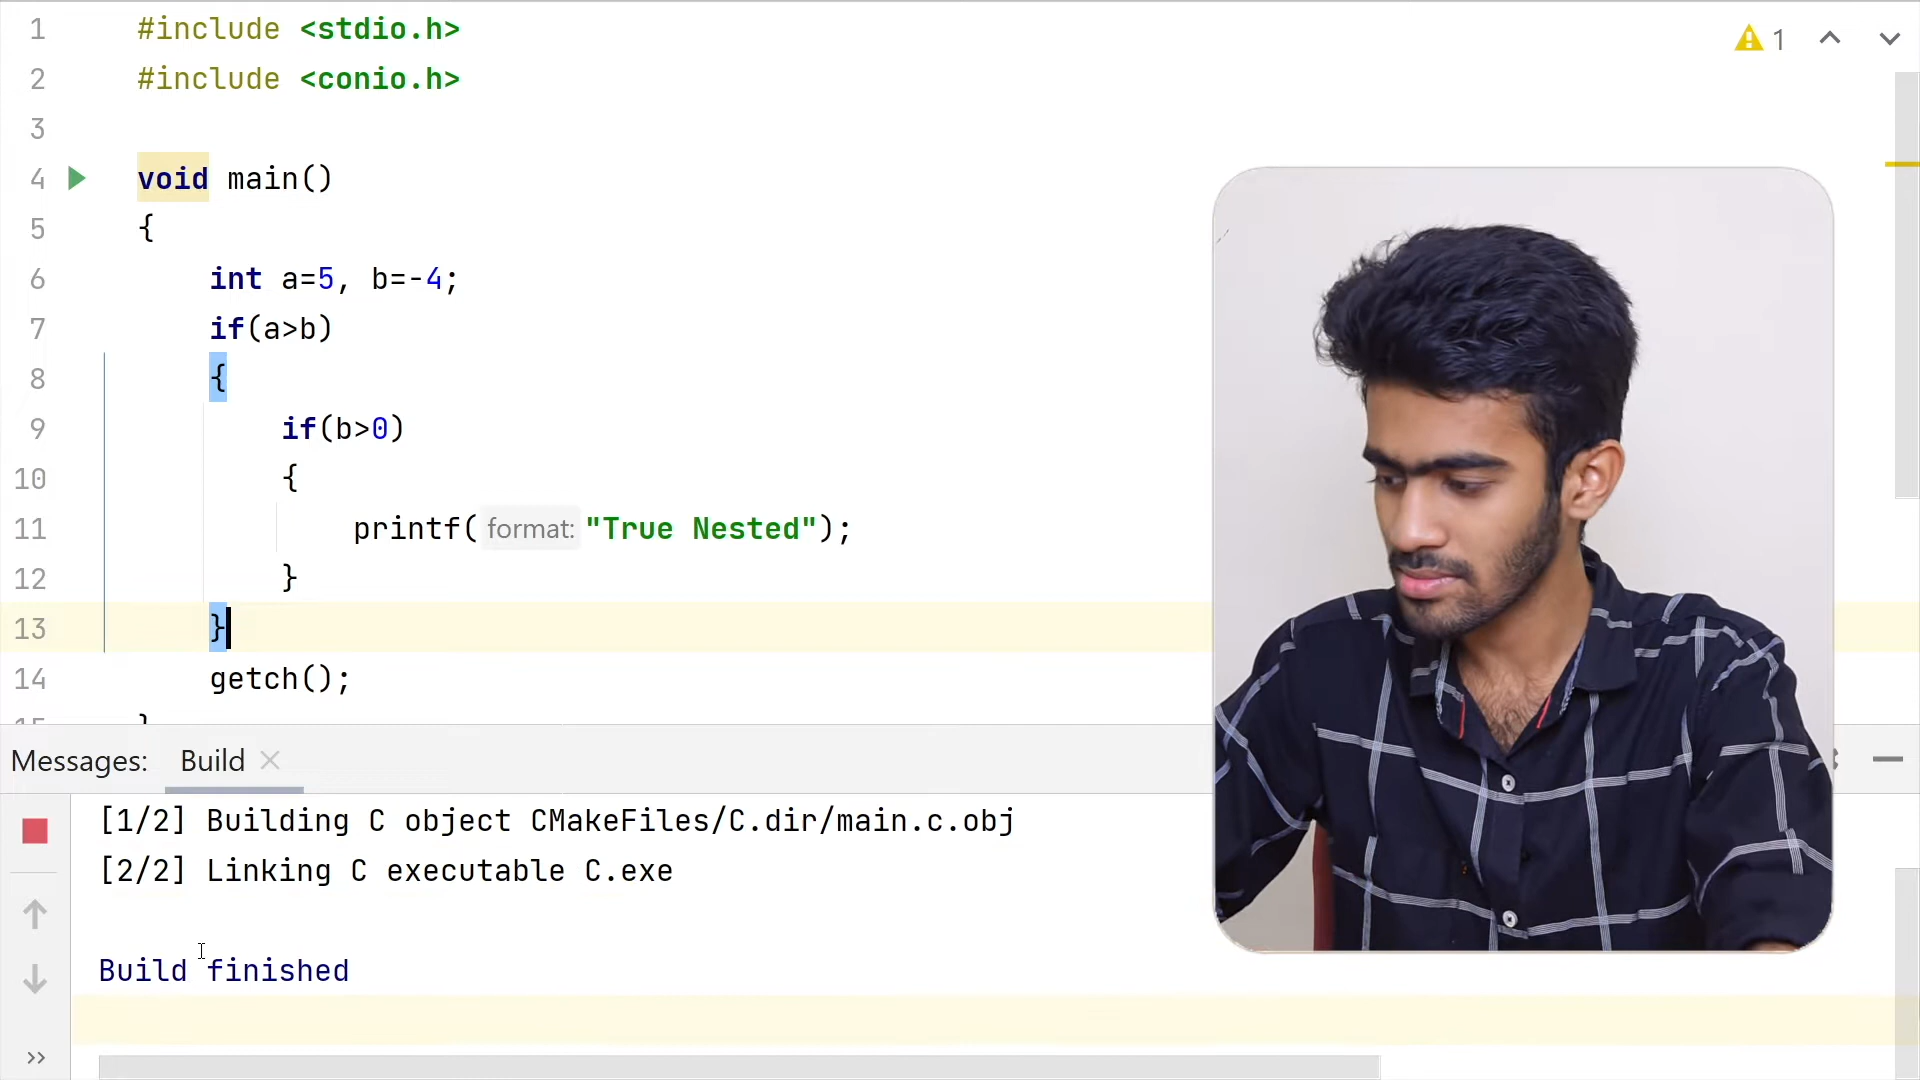 1 #include <stdio.h>
2 #include <conio.h>
3
4 void main()
5 {
6 int a=5, b=-4;
7 if(a>b)
8 {
9 if(b>0)
10 {
11 printf( format: "True Nested");
12 }
13 }
14 getch();
15 }
1
Messages: Build
[1/2] Building C object CMakeFiles/C.dir/main.c.obj
[2/2] Linking C executable C.exe
Build finished